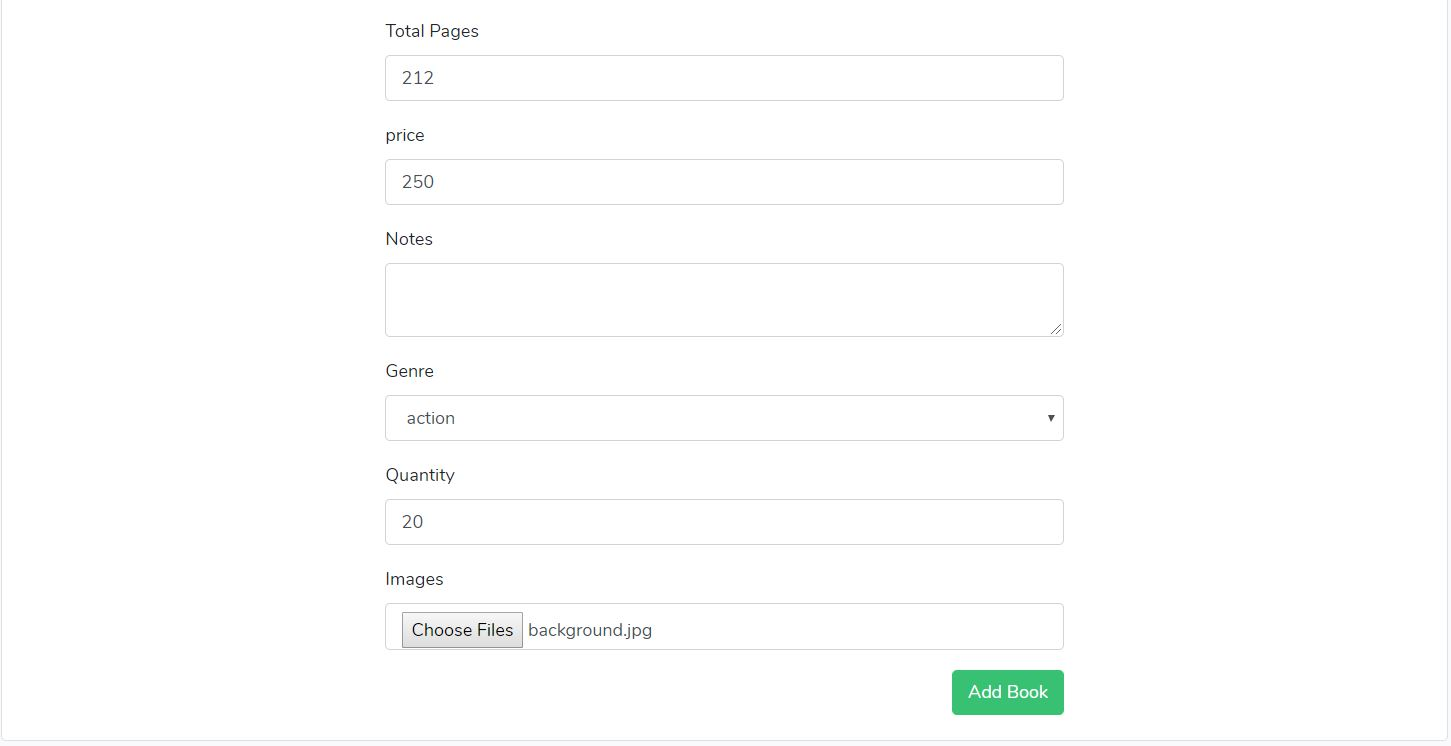 Total Pages
212
price
250
Notes
Genre
action
Quantity
20
Images
Choose Files background.jpg
Add Book